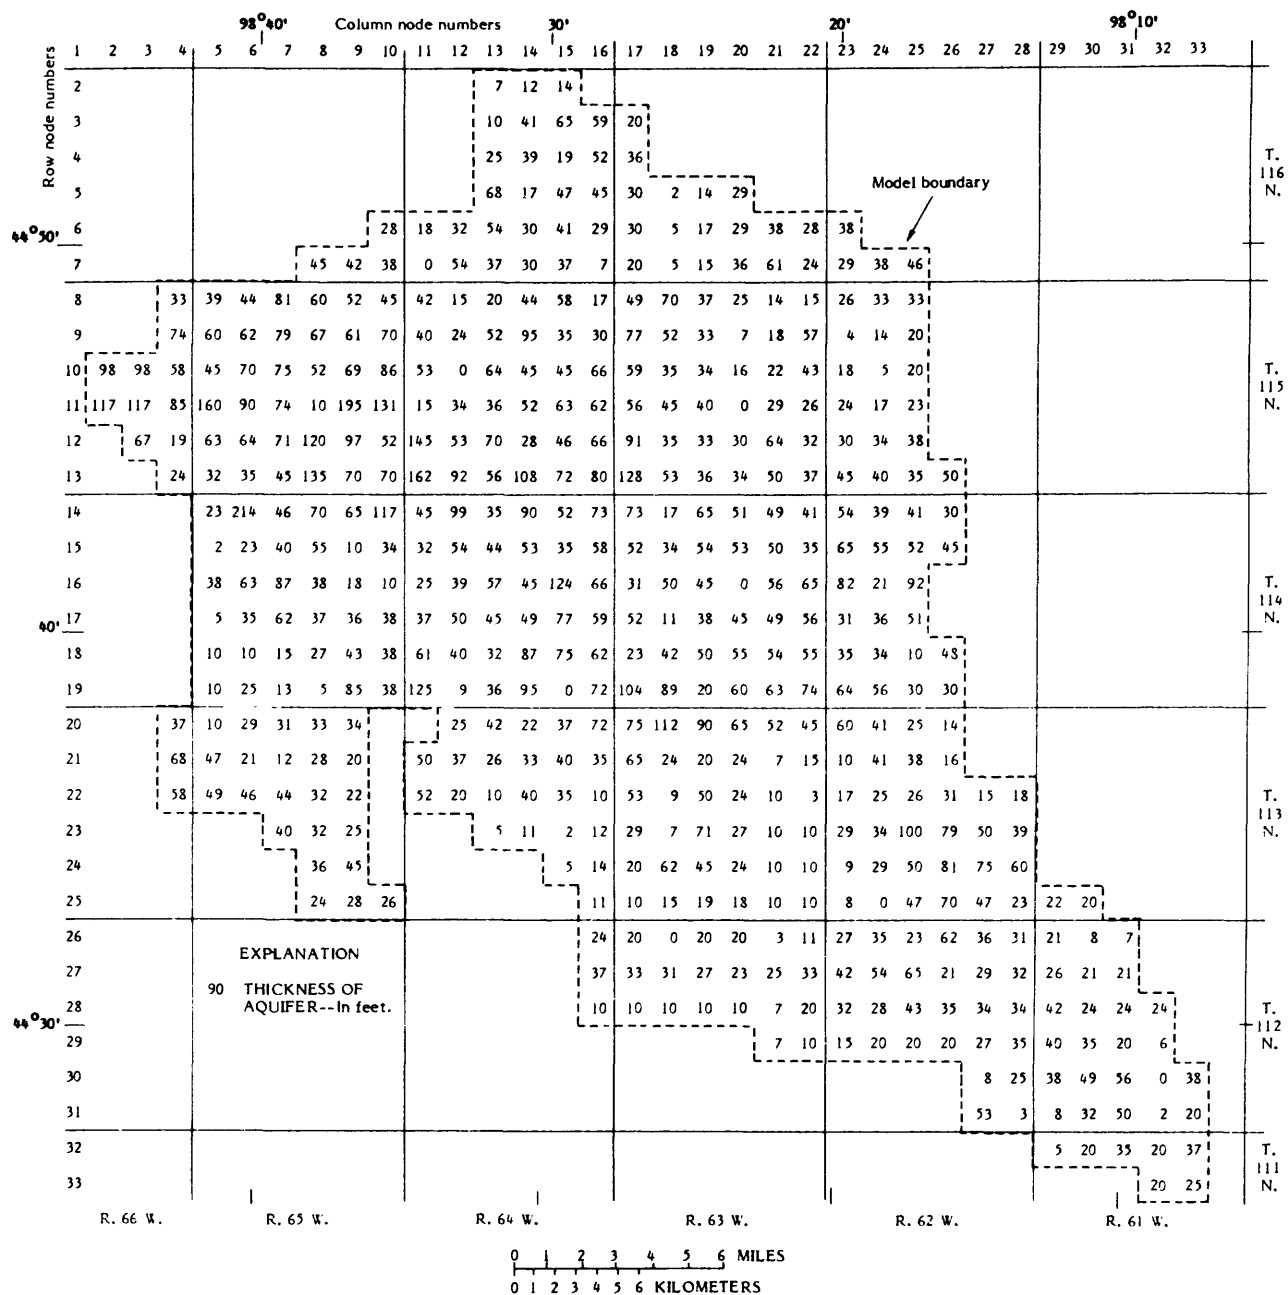 98°40' Column node numbers 30' 20' 98°10'
Row node numbers
1 2 3 4 5 6 7 8 9 10 11 12 13 14 15 16 17 18 19 20 21 22 23 24 25 26 27 28 29 30 31 32 33
2 7 12 14
3 10 41 65 59 20
4 25 39 19 52 36
T. 116 N.
5 68 17 47 45 30 2 14 29
Model boundary
6 28 18 32 54 30 41 29 30 5 17 29 38 28 38
44°50'
7 45 42 38 0 54 37 30 37 7 20 5 15 36 61 24 29 38 46
8 33 39 44 81 60 52 45 42 15 20 44 58 17 49 70 37 25 14 15 26 33 33
9 74 60 62 79 67 61 70 40 24 52 95 35 30 77 52 33 7 18 57 4 14 20
10 98 98 58 45 70 75 52 69 86 53 0 64 45 45 66 59 35 34 16 22 43 18 5 20
T. 115 N.
11 117 117 85 160 90 74 10 195 131 15 34 36 52 63 62 56 45 40 0 29 26 24 17 23
12 67 19 63 64 71 120 97 52 145 53 70 28 46 66 91 35 33 30 64 32 30 34 38
13 24 32 35 45 135 70 70 162 92 56 108 72 80 128 53 36 34 50 37 45 40 35 50
14 23 214 46 70 65 117 45 99 35 90 52 73 73 17 65 51 49 41 54 39 41 30
15 2 23 40 55 10 34 32 54 44 53 35 58 52 34 54 53 50 35 65 55 52 45
16 38 63 87 38 18 10 25 39 57 45 124 66 31 50 45 0 56 65 82 21 92
T. 114 N.
17 5 35 62 37 36 38 37 50 45 49 77 59 52 11 38 45 49 56 31 36 51
40'
18 10 10 15 27 43 38 61 40 32 87 75 62 23 42 50 55 54 55 35 34 10 48
19 10 25 13 5 85 38 125 9 36 95 0 72 104 89 20 60 63 74 64 56 30 30
20 37 10 29 31 33 34 25 42 22 37 72 75 112 90 65 52 45 60 41 25 14
21 68 47 21 12 28 20 50 37 26 33 40 35 65 24 20 24 7 15 10 41 38 16
22 58 49 46 44 32 22 52 20 10 40 35 10 53 9 50 24 10 3 17 25 26 31 15 18
T. 113 N.
23 40 32 25 5 11 2 12 29 7 71 27 10 10 29 34 100 79 50 39
24 36 45 5 14 20 62 45 24 10 10 9 29 50 81 75 60
25 24 28 26 11 10 15 19 18 10 10 8 0 47 70 47 23 22 20
26 24 20 0 20 20 3 11 27 35 23 62 36 31 21 8 7
EXPLANATION
27 37 33 31 27 23 25 33 42 54 65 21 29 32 26 21 21
90 THICKNESS OF
AQUIFER--In feet.
28 10 10 10 10 10 7 20 32 28 43 35 34 34 42 24 24 24
44°30'
T. 112 N.
29 7 10 15 20 20 20 27 35 40 35 20 6
30 8 25 38 49 56 0 38
31 53 3 8 32 50 2 20
32 5 20 35 20 37
T. 111 N.
33 20 25
R. 66 W. R. 65 W. R. 64 W. R. 63 W. R. 62 W. R. 61 W.
0 1 2 3 4 5 6 MILES
0 1 2 3 4 5 6 KILOMETERS